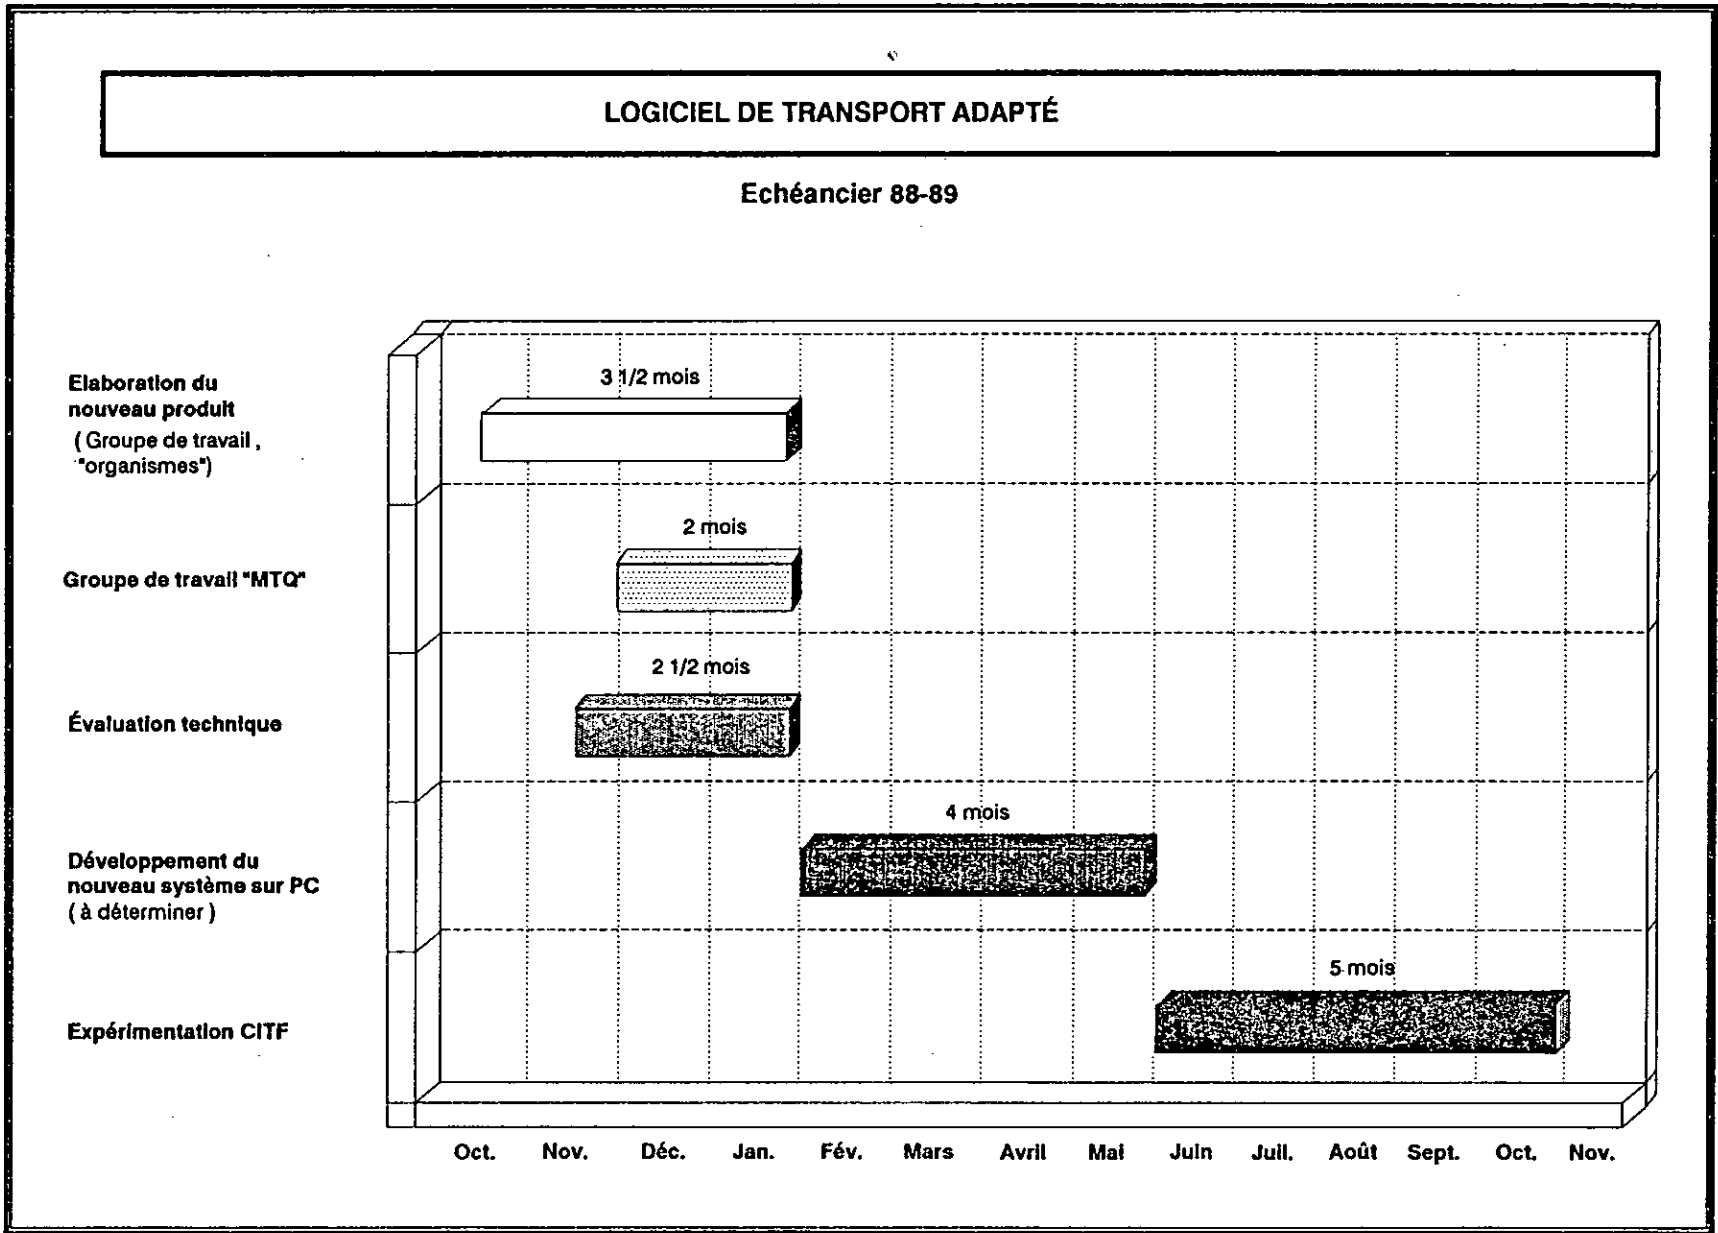 LOGICIEL DE TRANSPORT ADAPTÉ
Echéancier 88-89
Elaboration du
nouveau produit
( Groupe de travail ,
"organismes")
3 1/2 mois
Groupe de travail "MTQ"
2 mois
Évaluation technique
2 1/2 mois
Développement du
nouveau système sur PC
( à déterminer )
4 mois
Expérimentation CITF
5 mois
Oct. Nov. Déc. Jan. Fév. Mars Avril Mai Juin Juil. Août Sept. Oct. Nov.